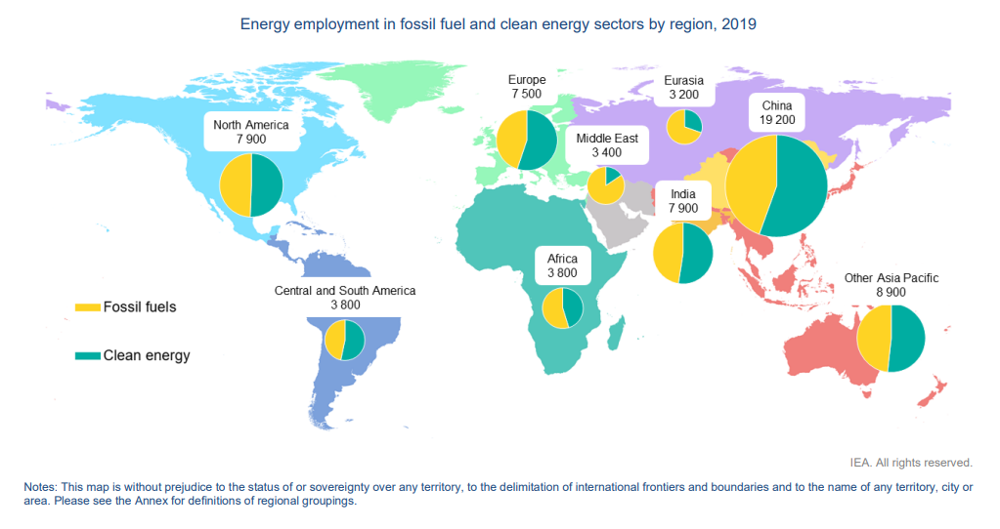 Energy employment in fossil fuel and clean energy sectors by region, 2019
Europe
7 500
Eurasia
3 200
China
19 200
North America
7 900
Middle East
3 400
India
7 900
Africa
3 800
Central and South America
3 800
Other Asia Pacific
8 900
Fossil fuels
Clean energy
IEA. All rights reserved.
Notes: This map is without prejudice to the status of or sovereignty over any territory, to the delimitation of international frontiers and boundaries and to the name of any territory, city or
area. Please see the Annex for definitions of regional groupings.